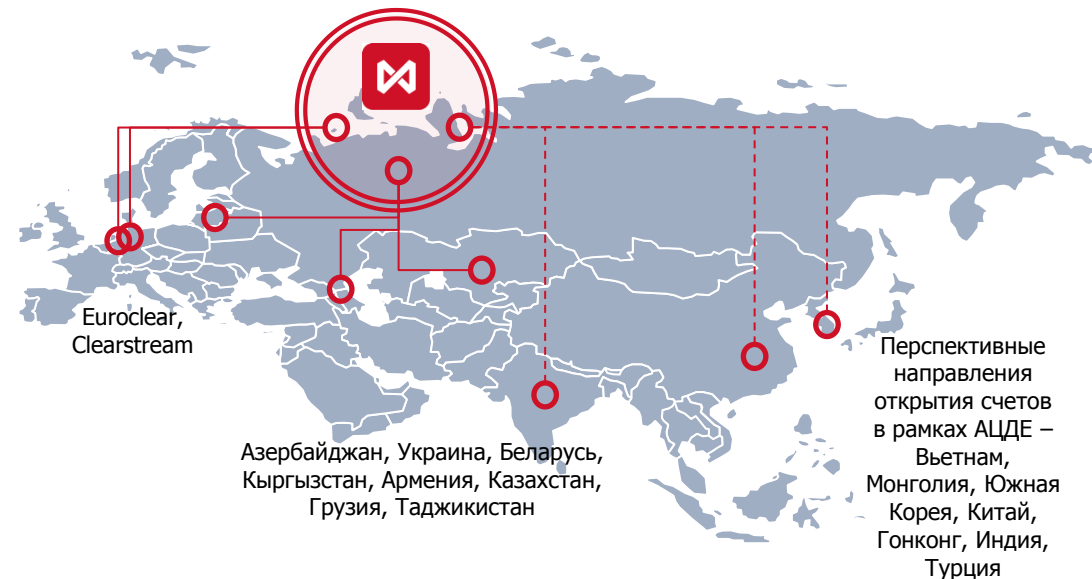 Euroclear,
Clearstream
Азербайджан, Украина, Беларусь,
Кыргызстан, Армения, Казахстан,
Грузия, Таджикистан
Перспективные
направления
открытия счетов
в рамках АЦДЕ –
Вьетнам,
Монголия, Южная
Корея, Китай,
Гонконг, Индия,
Турция